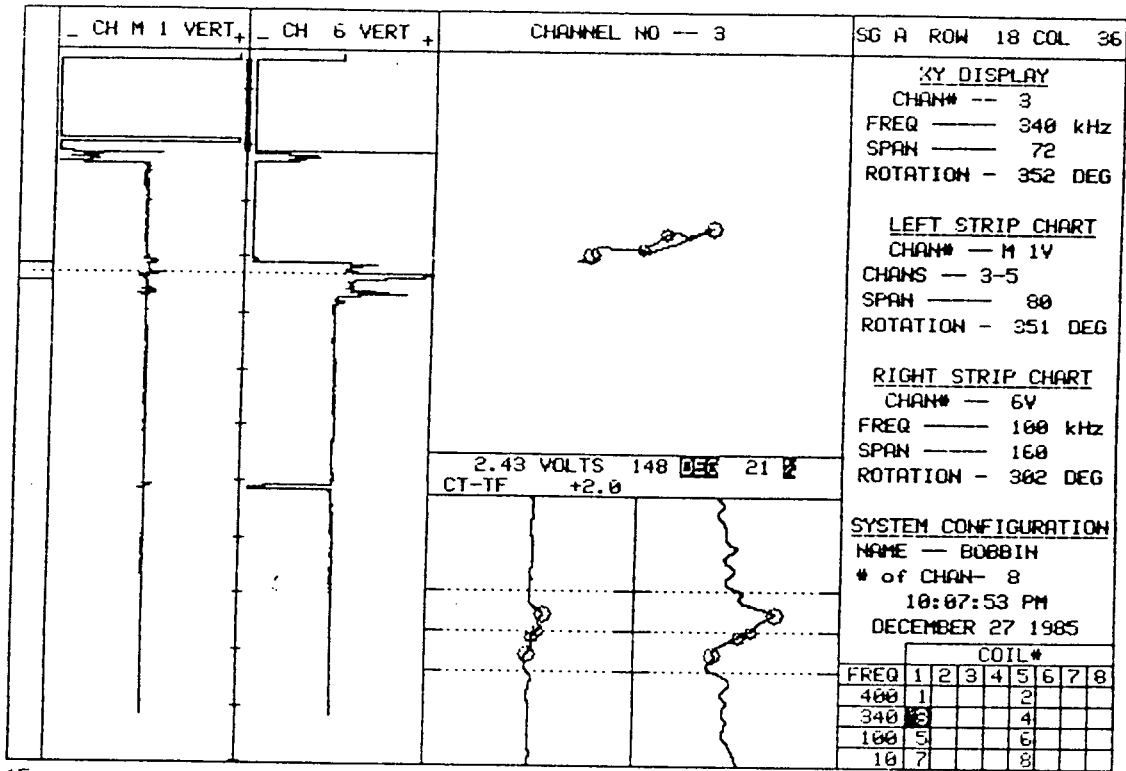 _ CH M 1 VERT +
_ CH 6 VERT +
CHANNEL NO -- 3
SG A ROW 18 COL 36
XY DISPLAY
CHAN# -- 3
FREQ —— 340 kHz
SPAN —— 72
ROTATION - 352 DEG
LEFT STRIP CHART
CHAN# — M 1V
CHANS -- 3-5
SPAN —— 80
ROTATION - 351 DEG
RIGHT STRIP CHART
CHAN# — 6V
FREQ —— 100 kHz
SPAN —— 160
ROTATION - 302 DEG
2.43 VOLTS 148 DEG 21 %
CT-TF +2.0
SYSTEM CONFIGURATION
NAME — BOBBIN
# of CHAN- 8
10:07:53 PM
DECEMBER 27 1985
COIL#
FREQ 1 2 3 4 5 6 7 8
400 1 2
340 3 4
100 5 6
10 7 8